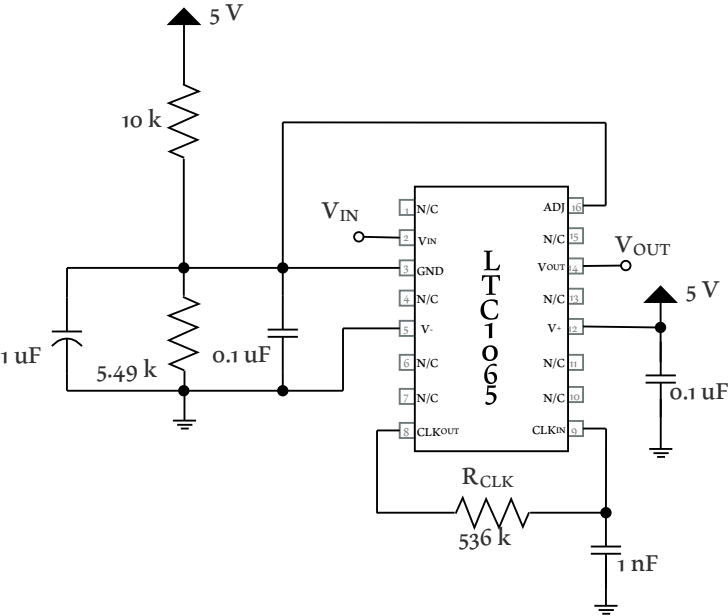 5 V
10 k
VIN
1 N/C
2 VIN
3 GND
4 N/C
5 V-
6 N/C
7 N/C
8 CLKOUT
LTC1065
ADJ 16
N/C 15
VOUT 14
N/C 13
V+ 12
N/C 11
N/C 10
CLKIN 9
VOUT
5 V
1 uF
5.49 k
0.1 uF
0.1 uF
RCLK
536 k
1 nF